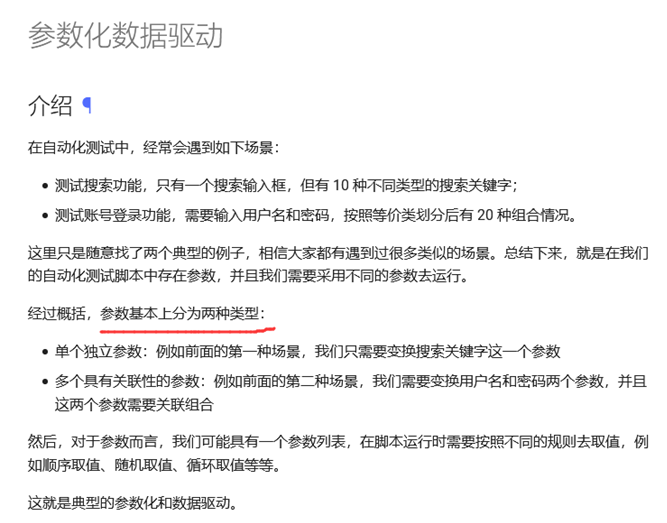 参数化数据驱动
介绍 ¶
在自动化测试中，经常会遇到如下场景：
• 测试搜索功能，只有一个搜索输入框，但有 10 种不同类型的搜索关键字；
• 测试账号登录功能，需要输入用户名和密码，按照等价类划分后有 20 种组合情况。
这里只是随意找了两个典型的例子，相信大家都有遇到过很多类似的场景。总结下来，就是在我们
的自动化测试脚本中存在参数，并且我们需要采用不同的参数去运行。
经过概括，参数基本上分为两种类型：
• 单个独立参数：例如前面的第一种场景，我们只需要变换搜索关键字这一个参数
• 多个具有关联性的参数：例如前面的第二种场景，我们需要变换用户名和密码两个参数，并且
这两个参数需要关联组合
然后，对于参数而言，我们可能具有一个参数列表，在脚本运行时需要按照不同的规则去取值，例
如顺序取值、随机取值、循环取值等等。
这就是典型的参数化和数据驱动。